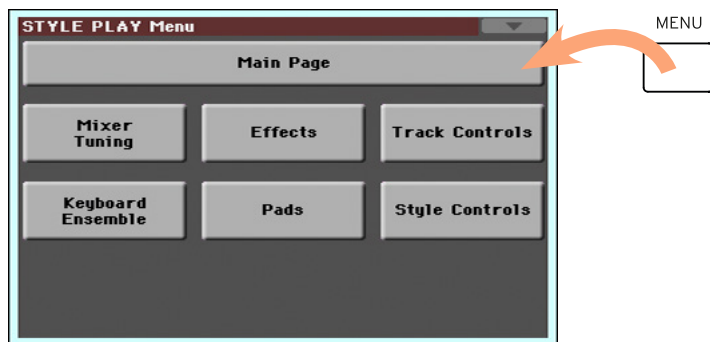 STYLE PLAY Menu
MENU
Main Page
Mixer
Tuning
Effects
Track Controls
Keyboard
Ensemble
Pads
Style Controls